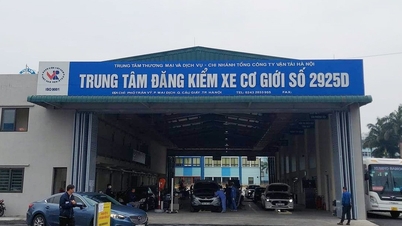 TRUNG TÂM THƯƠNG MẠI VÀ DỊCH VỤ - CHI NHÁNH TỔNG CÔNG TY VẬN TẢI HÀ NỘI
TRUNG TÂM ĐĂNG KIỂM XE CƠ GIỚI SỐ 2925D
ISO 9001